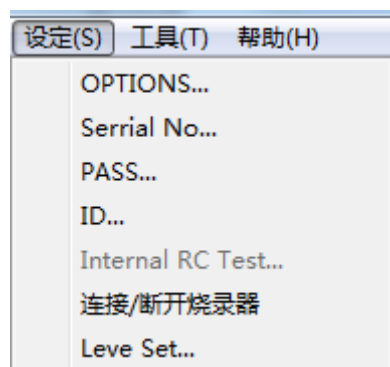 设定(S) 工具(T) 帮助(H)
OPTIONS...
Serrial No...
PASS...
ID...
Internal RC Test...
连接/断开烧录器
Leve Set...